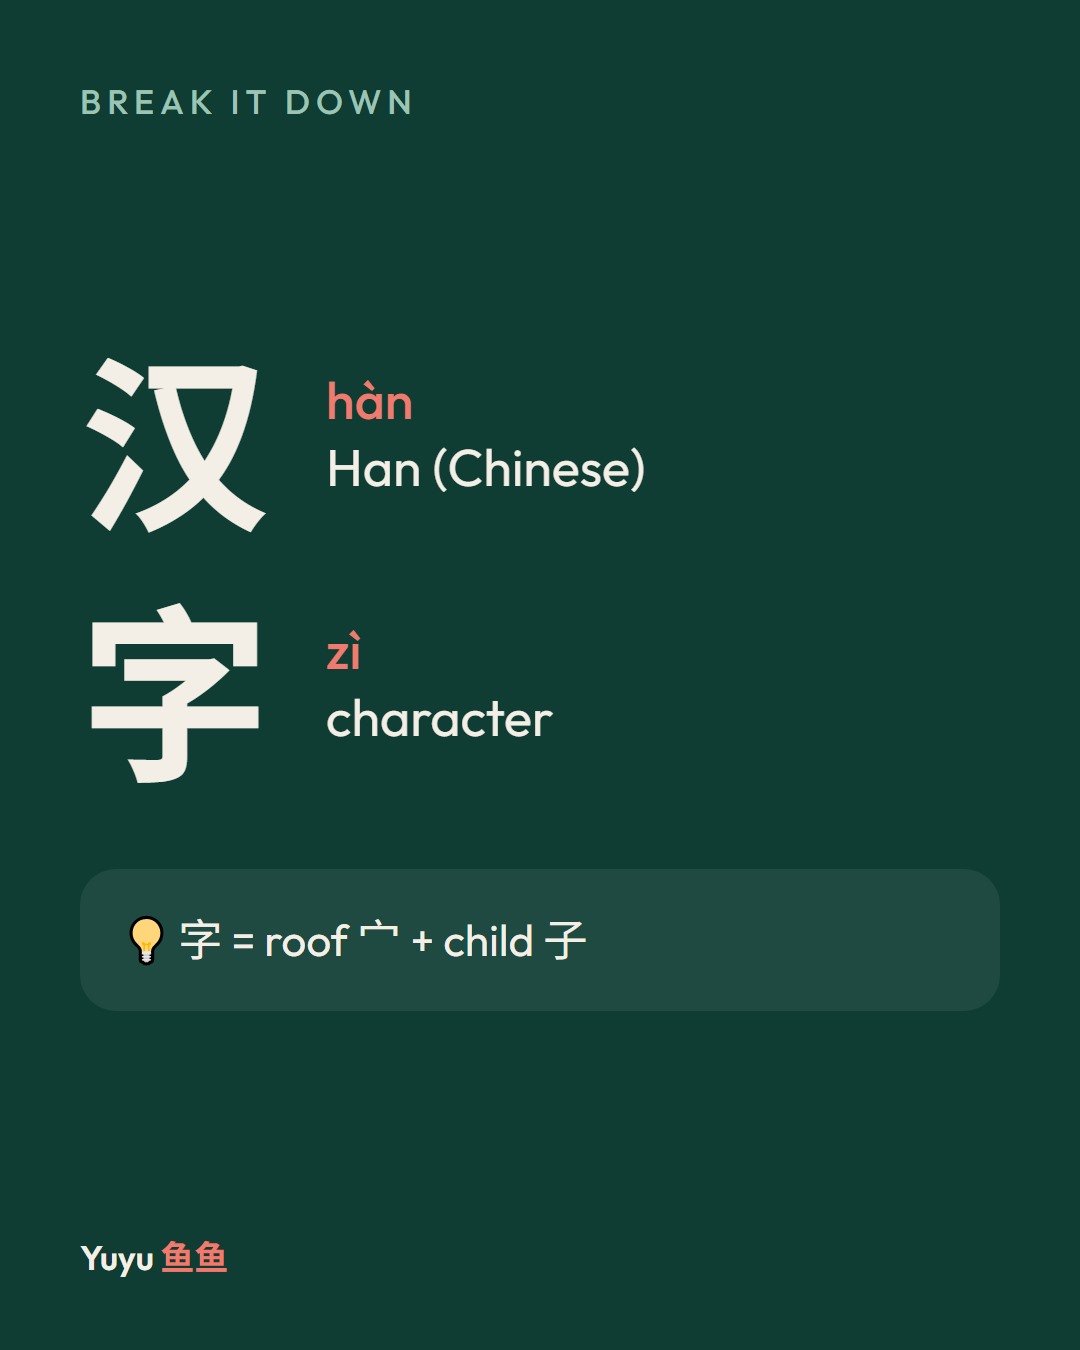 BREAK IT DOWN
汉
hàn
Han (Chinese)
字
zì
character
💡 字 = roof 宀 + child 子
Yuyu 鱼鱼